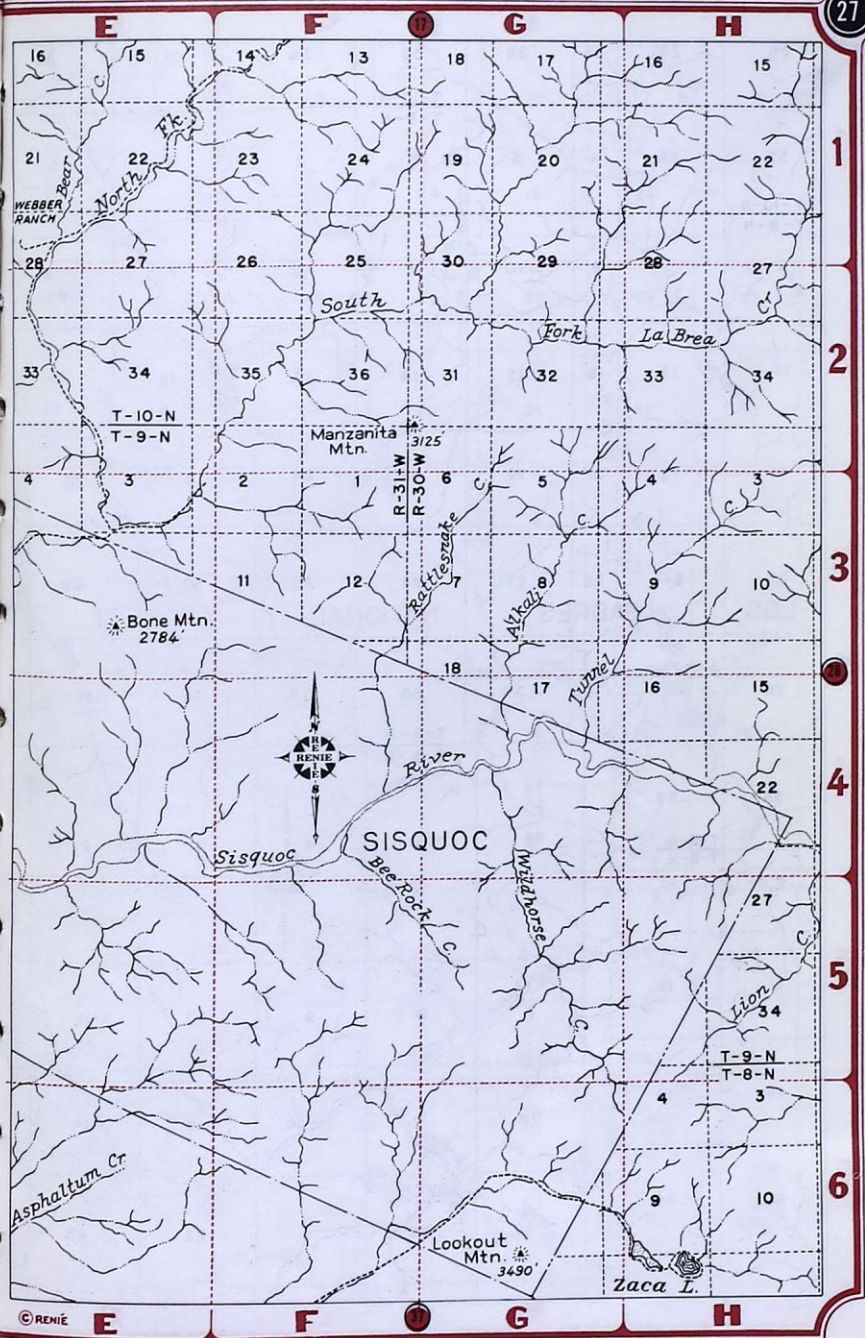 E F 17 G H 27
16 15 14 13 18 17 16 15
C.
Fk
1
21 22 23 24 19 20 21 22
Bear
North
WEBBER
RANCH
28 27 26 25 30 29 28 27
South
Cr
Fork La Brea
2
33 34 35 36 31 32 33 34
T-10-N
T-9-N
Manzanita
Mtn.
3125
R-31-W
R-30-W
4 3 2 1 6 5 4 3
C.
C.
C.
Rattlesnake
3
11 12 7 8 9 10
Alkali
Bone Mtn.
2784'
18
Tunnel
28
17 16 15
N
RE
RENIE
IE
S
River
4
22
SISQUOC
Sisquoc
Bee Rock C.
Wildhorse
C.
27
C.
5
Lion
34
T-9-N
T-8-N
4 3
Asphaltum Cr
6
9 10
Lookout
Mtn.
3490'
Zaca L.
© RENIÉ E F 37 G H